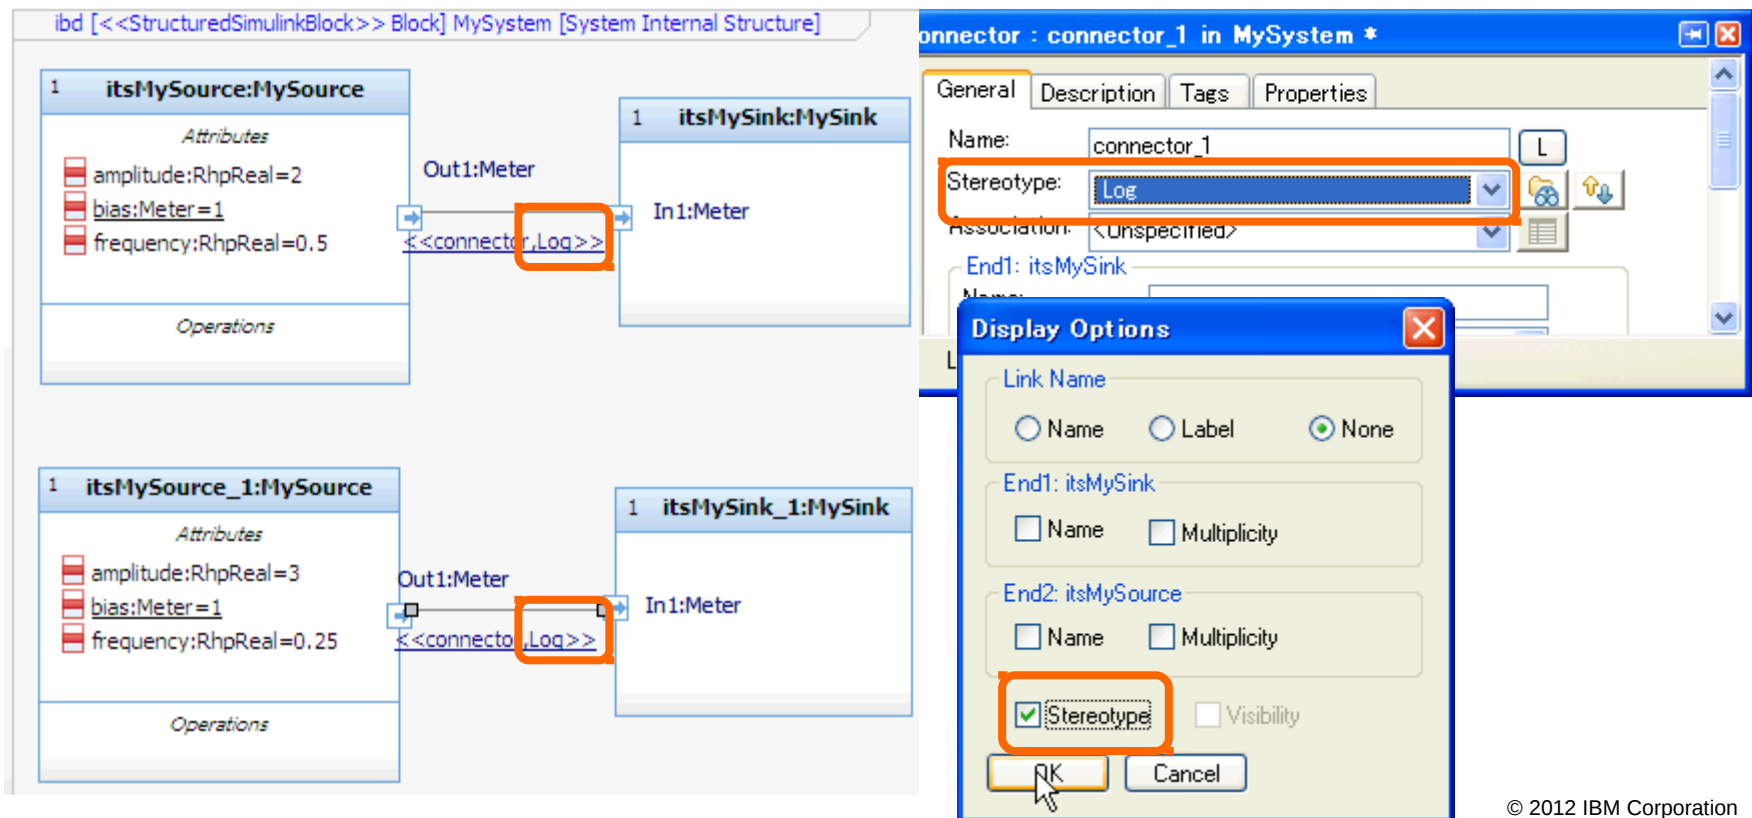 ibd [<<StructuredSimulinkBlock>> Block] MySystem [System Internal Structure]
1 itsMySource:MySource
Attributes
amplitude:RhpReal=2
bias:Meter=1
frequency:RhpReal=0.5
Operations
Out1:Meter
<<connector,Log>>
1 itsMySink:MySink
In1:Meter
1 itsMySource_1:MySource
Attributes
amplitude:RhpReal=3
bias:Meter=1
frequency:RhpReal=0.25
Operations
Out1:Meter
<<connector,Log>>
1 itsMySink_1:MySink
In1:Meter
onnector : connector_1 in MySystem *
General Description Tags Properties
Name: connector_1 L
Stereotype: Log
Association: <Unspecified>
End1: itsMySink
Name:
L
Display Options
Link Name
Name Label None
End1: itsMySink
Name Multiplicity
End2: itsMySource
Name Multiplicity
Stereotype Visibility
OK Cancel
© 2012 IBM Corporation